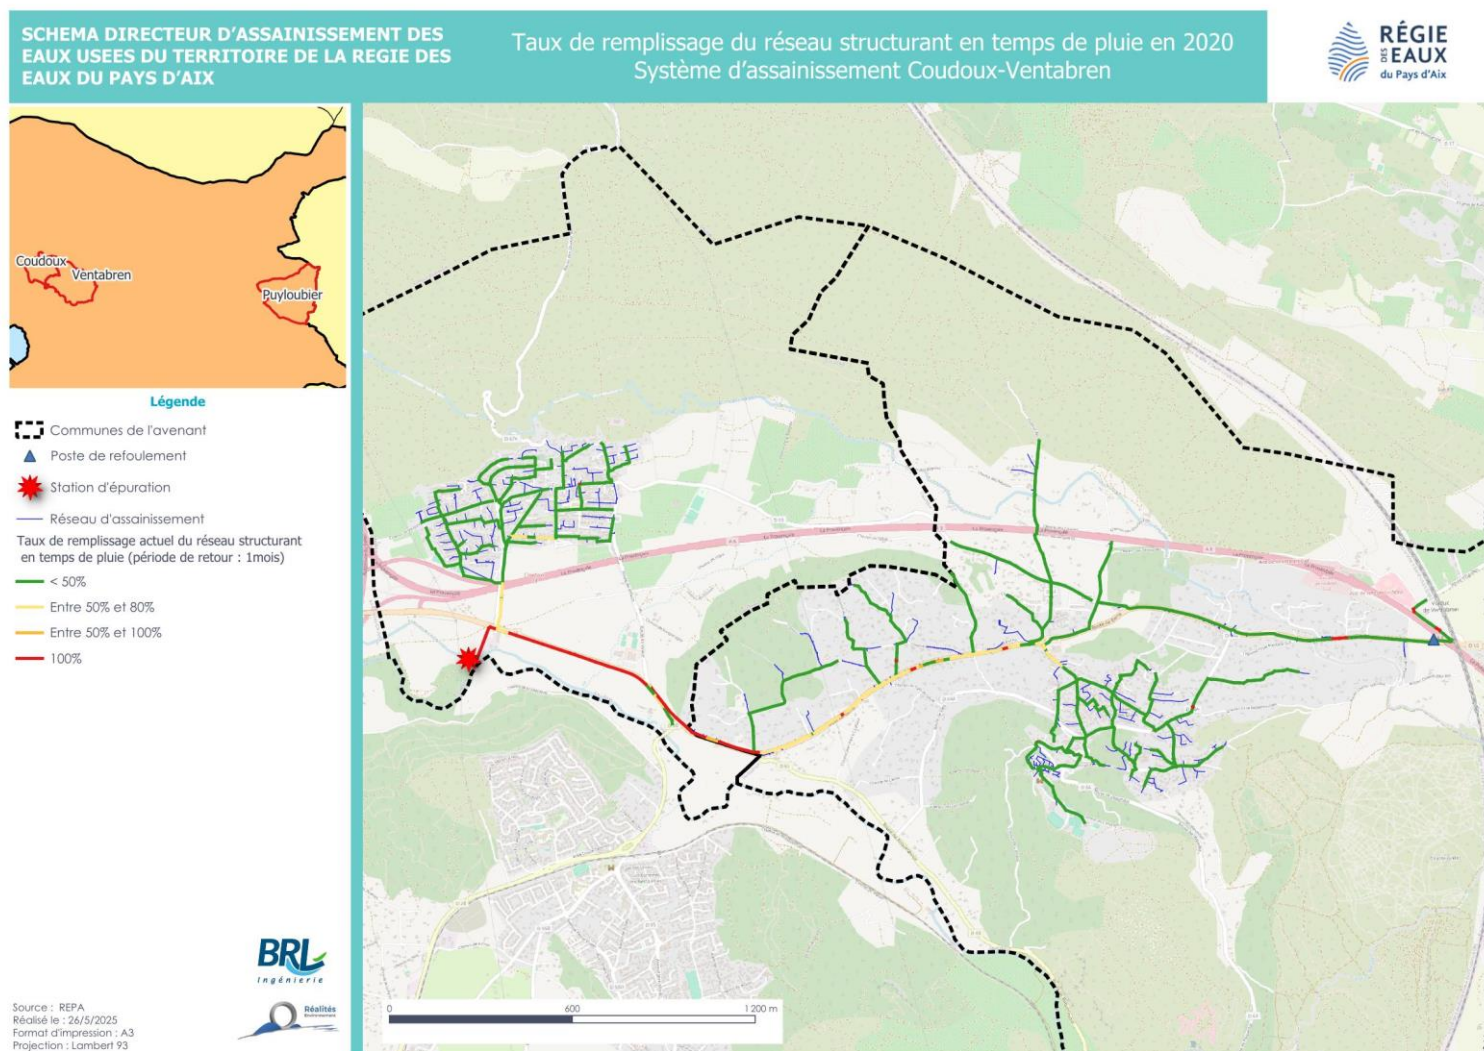 SCHEMA DIRECTEUR D'ASSAINISSEMENT DES
EAUX USEES DU TERRITOIRE DE LA REGIE DES
EAUX DU PAYS D'AIX
Taux de remplissage du réseau structurant en temps de pluie en 2020
Système d'assainissement Coudoux-Ventabren
RÉGIE
DES EAUX
du Pays d'Aix
Coudoux
Ventabren
Puyloubier
Légende
Communes de l'avenant
Poste de refoulement
Station d'épuration
Réseau d'assainissement
Taux de remplissage actuel du réseau structurant
en temps de pluie (période de retour : 1mois)
< 50%
Entre 50% et 80%
Entre 50% et 100%
100%
BRL
Ingénierie
Réalités
Environnement
Source : REPA
Réalisé le : 26/5/2025
Format d'impression : A3
Projection : Lambert 93
0
600
1 200 m